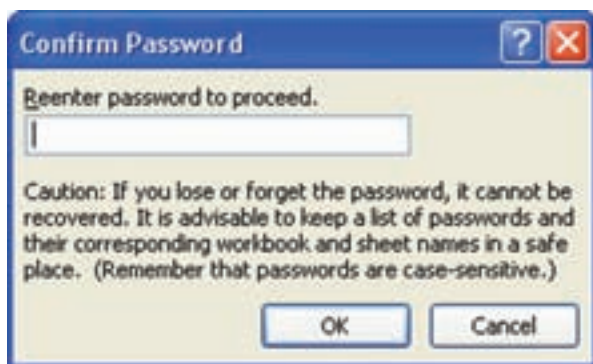 Confirm Password
Reenter password to proceed.
Caution: If you lose or forget the password, it cannot be
recovered. It is advisable to keep a list of passwords and
their corresponding workbook and sheet names in a safe
place. (Remember that passwords are case-sensitive.)
OK Cancel